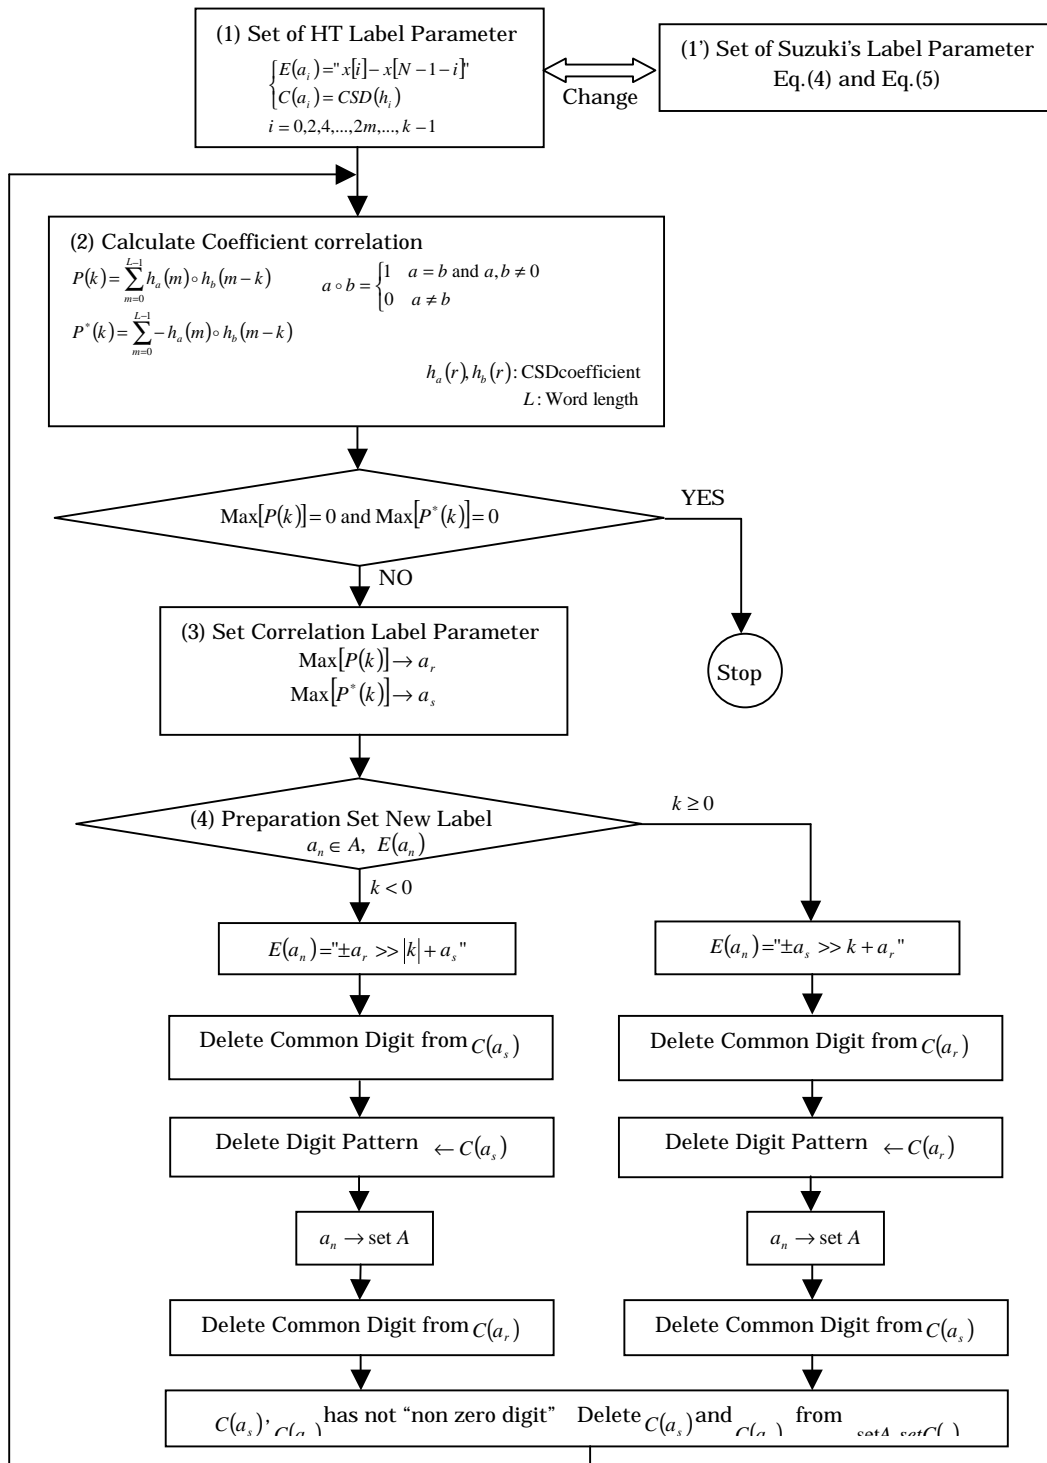 (1) Set of HT Label Parameter
E(a_i)="x[i]−x[N−1−i]"
C(a_i)=CSD(h_i)
i=0,2,4,...,2m,...,k−1
Change
(1') Set of Suzuki's Label Parameter
Eq.(4) and Eq.(5)
(2) Calculate Coefficient correlation
P(k)=∑_{m=0}^{L−1} h_a(m)∘h_b(m−k)
a∘b={1 a=b and a,b≠0
0 a≠b
P*(k)=∑_{m=0}^{L−1} −h_a(m)∘h_b(m−k)
h_a(r),h_b(r): CSDcoefficient
L: Word length
Max[P(k)]=0 and Max[P*(k)]=0
YES
NO
Stop
(3) Set Correlation Label Parameter
Max[P(k)]→a_r
Max[P*(k)]→a_s
(4) Preparation Set New Label
a_n∈A, E(a_n)
k≥0
k<0
E(a_n)="±a_r>>|k|+a_s"
E(a_n)="±a_s>>k+a_r"
Delete Common Digit from C(a_s)
Delete Common Digit from C(a_r)
Delete Digit Pattern ←C(a_s)
Delete Digit Pattern ←C(a_r)
a_n→set A
a_n→set A
Delete Common Digit from C(a_r)
Delete Common Digit from C(a_s)
C(a_s), C(a_r) has not "non zero digit" Delete C(a_s) and C(a_r) from setA, setC(.)